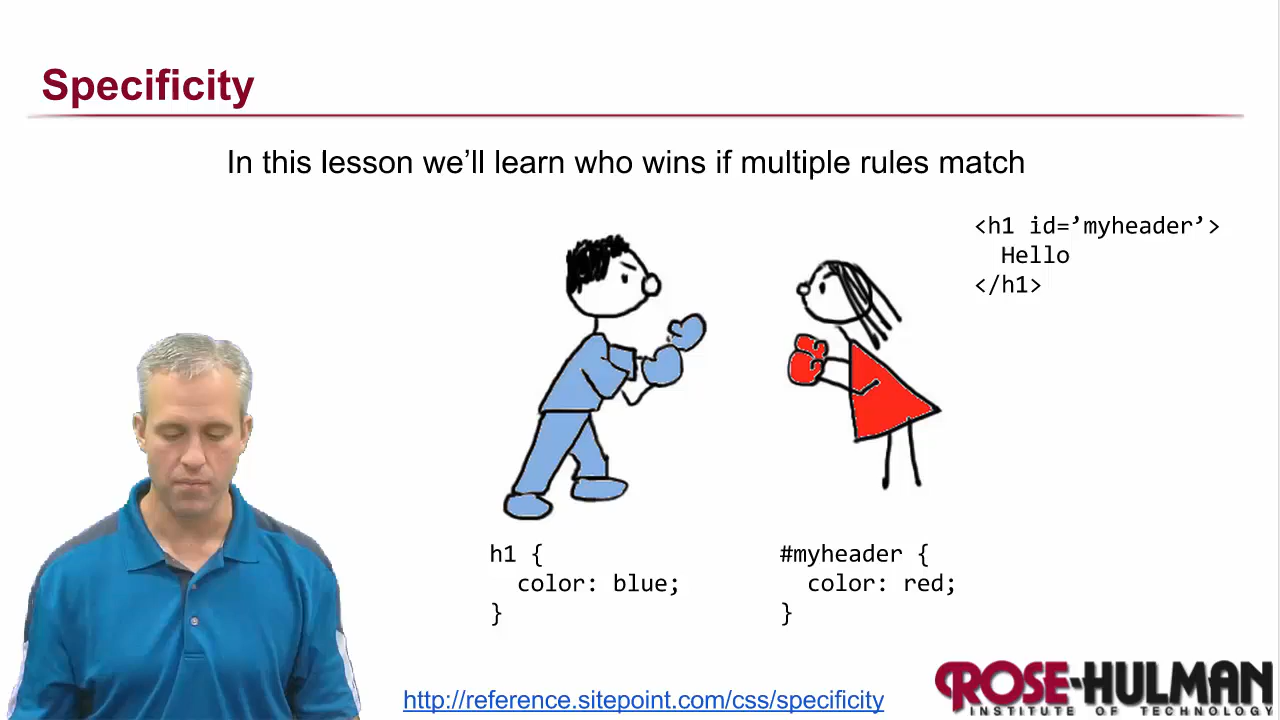 Specificity
In this lesson we’ll learn who wins if multiple rules match
<h1 id=’myheader’>
Hello
</h1>
h1 {
color: blue;
}
#myheader {
color: red;
}
http://reference.sitepoint.com/css/specificity
ROSE-HULMAN
INSTITUTE OF TECHNOLOGY